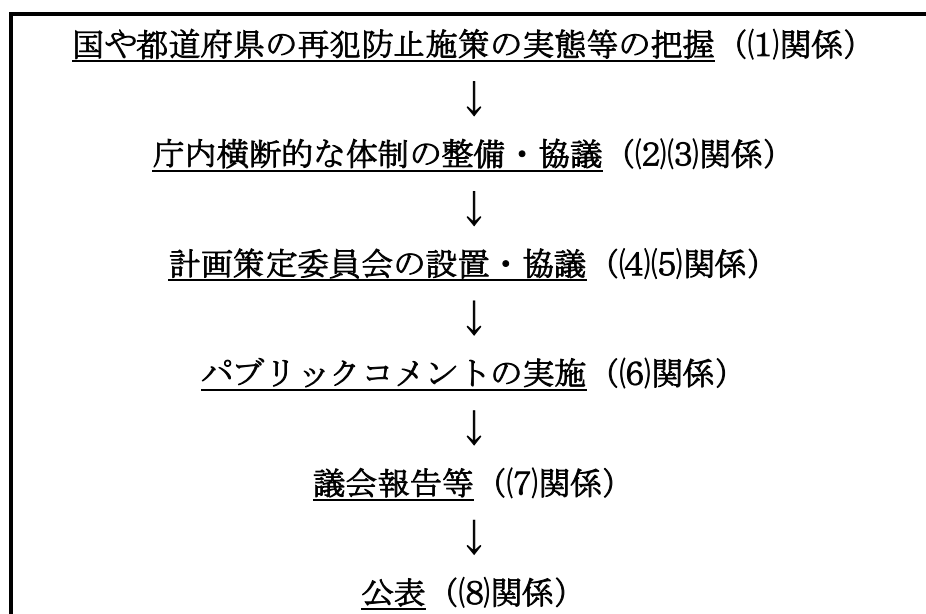 国や都道府県の再犯防止施策の実態等の把握（⑴関係）
↓
庁内横断的な体制の整備・協議（⑵⑶関係）
↓
計画策定委員会の設置・協議（⑷⑸関係）
↓
パブリックコメントの実施（⑹関係）
↓
議会報告等（⑺関係）
↓
公表（⑻関係）